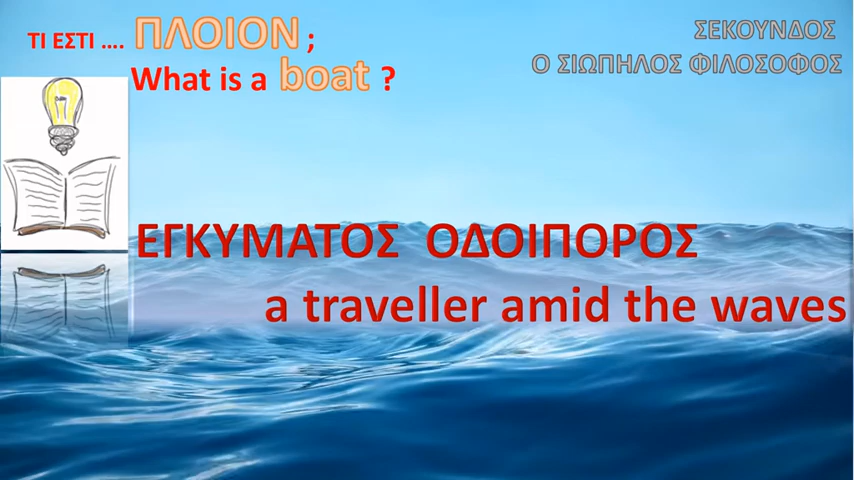 ΤΙ ΕΣΤΙ .... ΠΛΟΙΟΝ ;
What is a boat ?
ΣΕΚΟΥΝΔΟΣ
Ο ΣΙΩΠΗΛΟΣ ΦΙΛΟΣΟΦΟΣ
ΕΓΚΥΜΑΤΟΣ ΟΔΟΙΠΟΡΟΣ
a traveller amid the waves